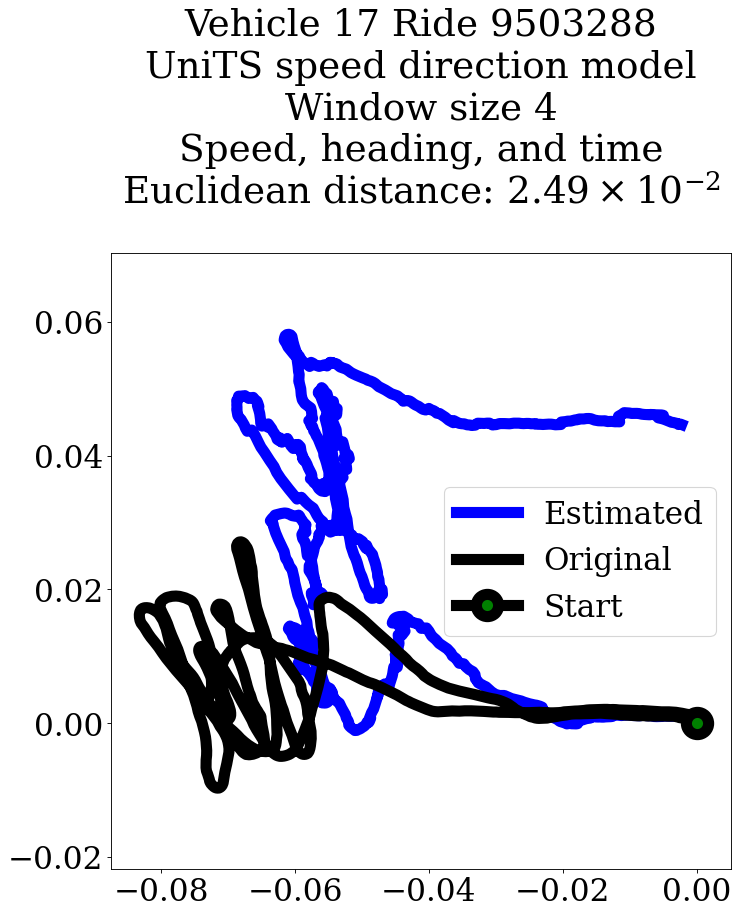 Vehicle 17 Ride 9503288
UniTS speed direction model
Window size 4
Speed, heading, and time
Euclidean distance: 2.49 × 10⁻²
0.06
0.04
0.02
0.00
−0.02
Estimated
Original
Start
−0.08 −0.06 −0.04 −0.02 0.00